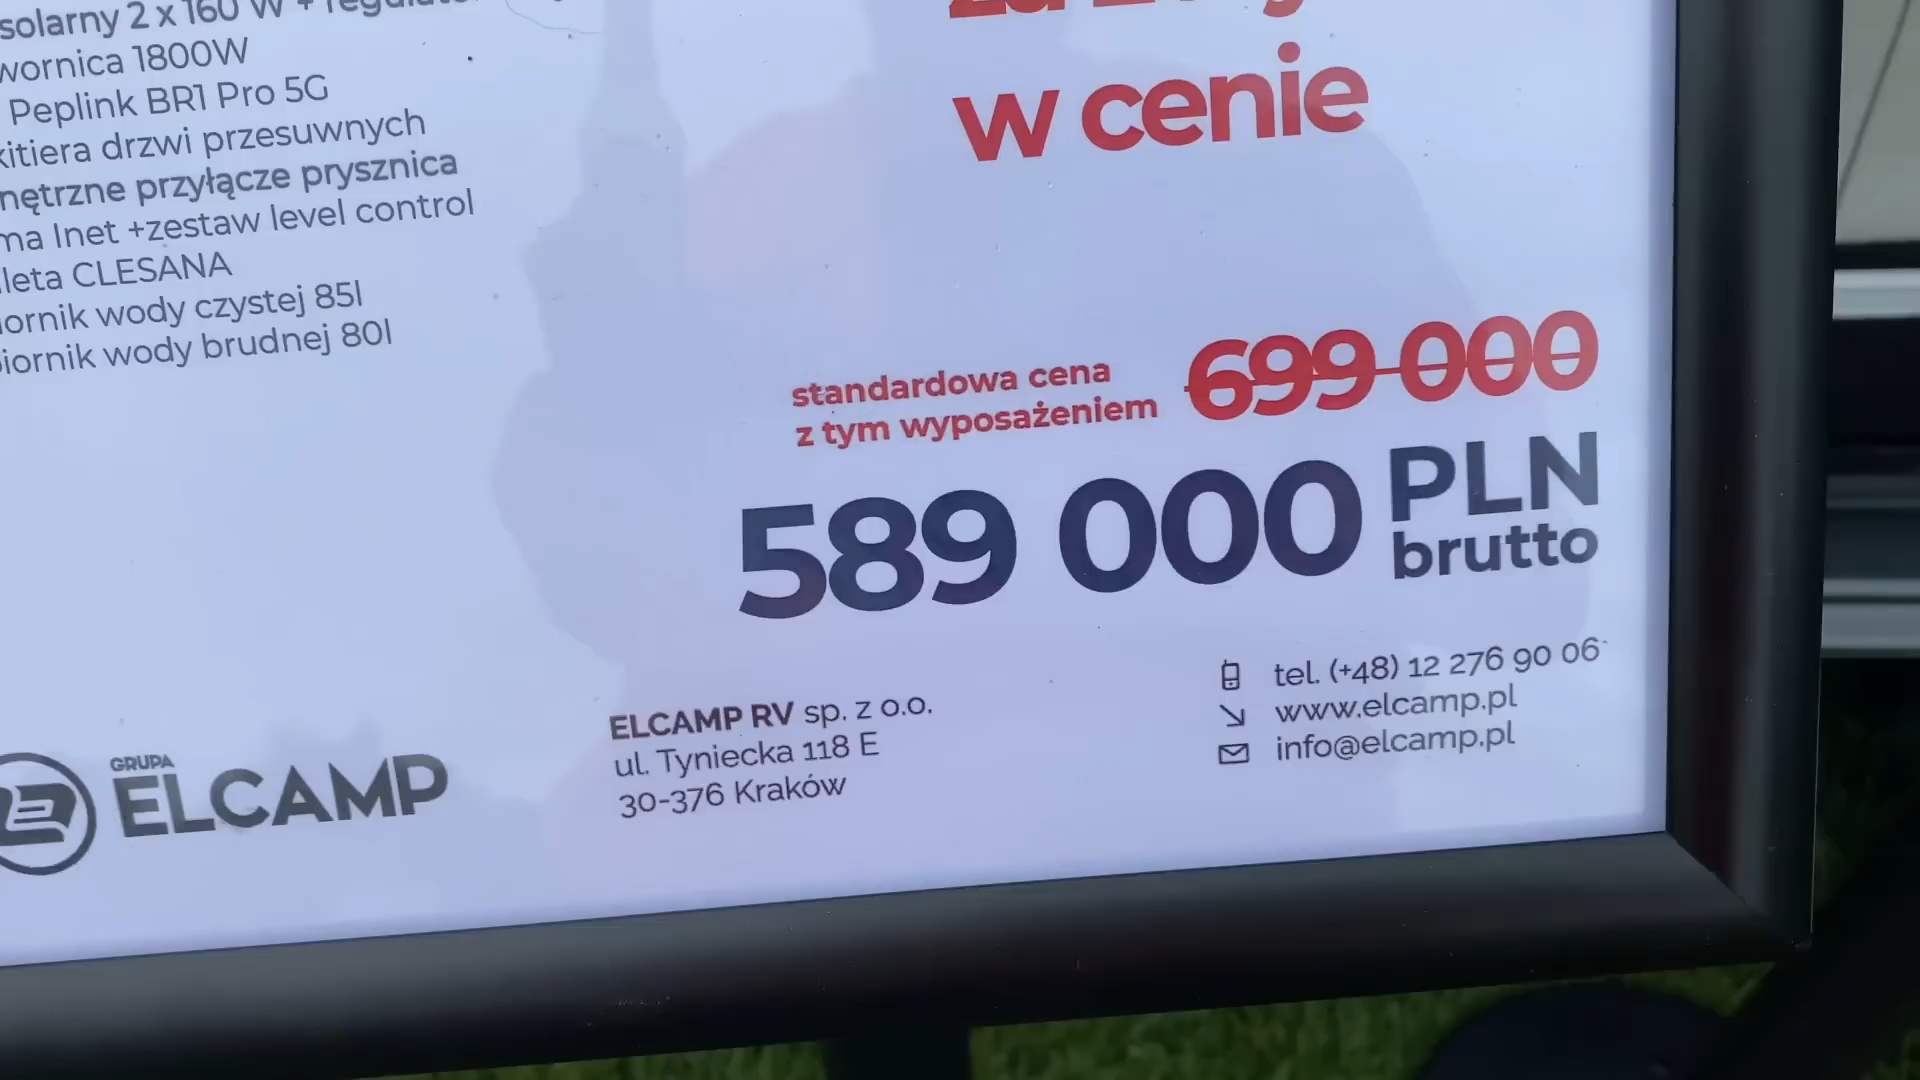 solarny 2 x 160 W +
wornica 1800W
Peplink BR1 Pro 5G
kitiera drzwi przesuwnych
nętrzne przyłącze prysznica
ma Inet +zestaw level control
leta CLESANA
iornik wody czystej 85l
biornik wody brudnej 80l
w cenie
standardowa cena
z tym wyposażeniem
699 000
589 000 PLN
brutto
GRUPA
ELCAMP
ELCAMP RV sp. z o.o.
ul. Tyniecka 118 E
30-376 Kraków
tel. (+48) 12 276 90 06
www.elcamp.pl
info@elcamp.pl